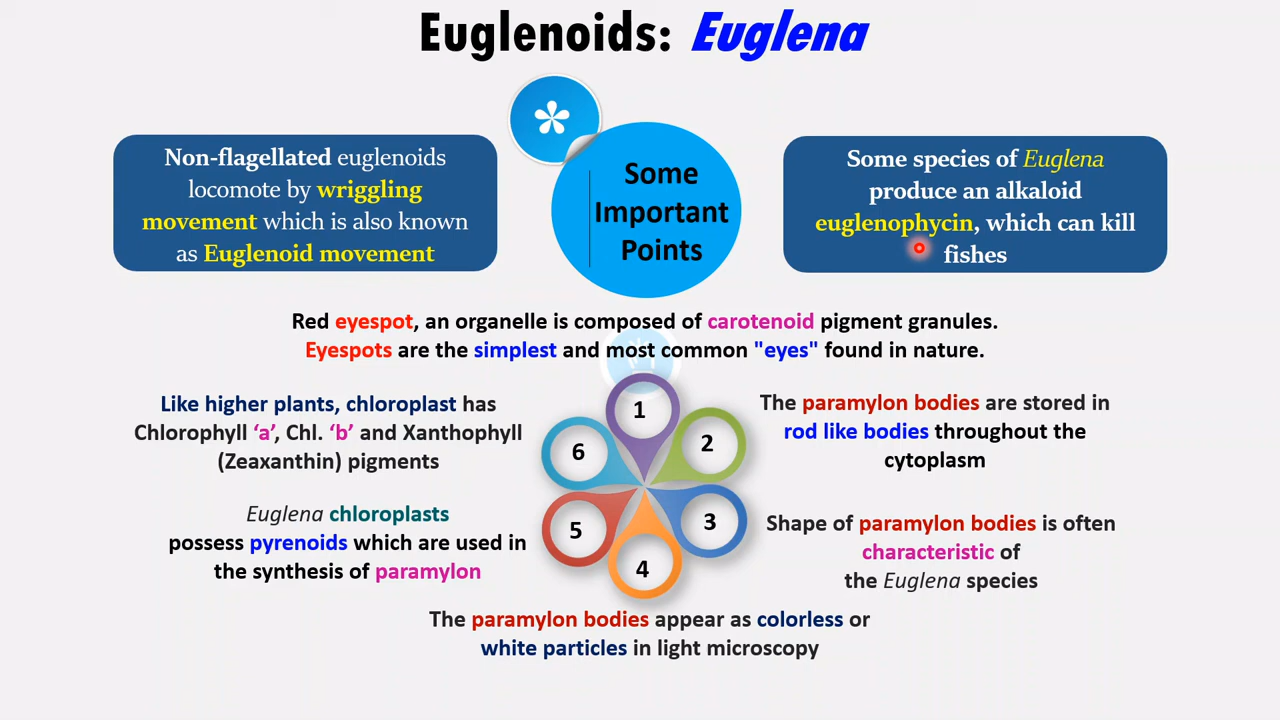 Euglenoids: Euglena
*
Non-flagellated euglenoids
locomote by wriggling
movement which is also known
as Euglenoid movement
Some
Important
Points
Some species of Euglena
produce an alkaloid
euglenophycin, which can kill
fishes
Red eyespot, an organelle is composed of carotenoid pigment granules.
Eyespots are the simplest and most common "eyes" found in nature.
1
The paramylon bodies are stored in
rod like bodies throughout the
cytoplasm
2
Shape of paramylon bodies is often
characteristic of
the Euglena species
3
4
The paramylon bodies appear as colorless or
white particles in light microscopy
5
Euglena chloroplasts
possess pyrenoids which are used in
the synthesis of paramylon
6
Like higher plants, chloroplast has
Chlorophyll ‘a’, Chl. ‘b’ and Xanthophyll
(Zeaxanthin) pigments